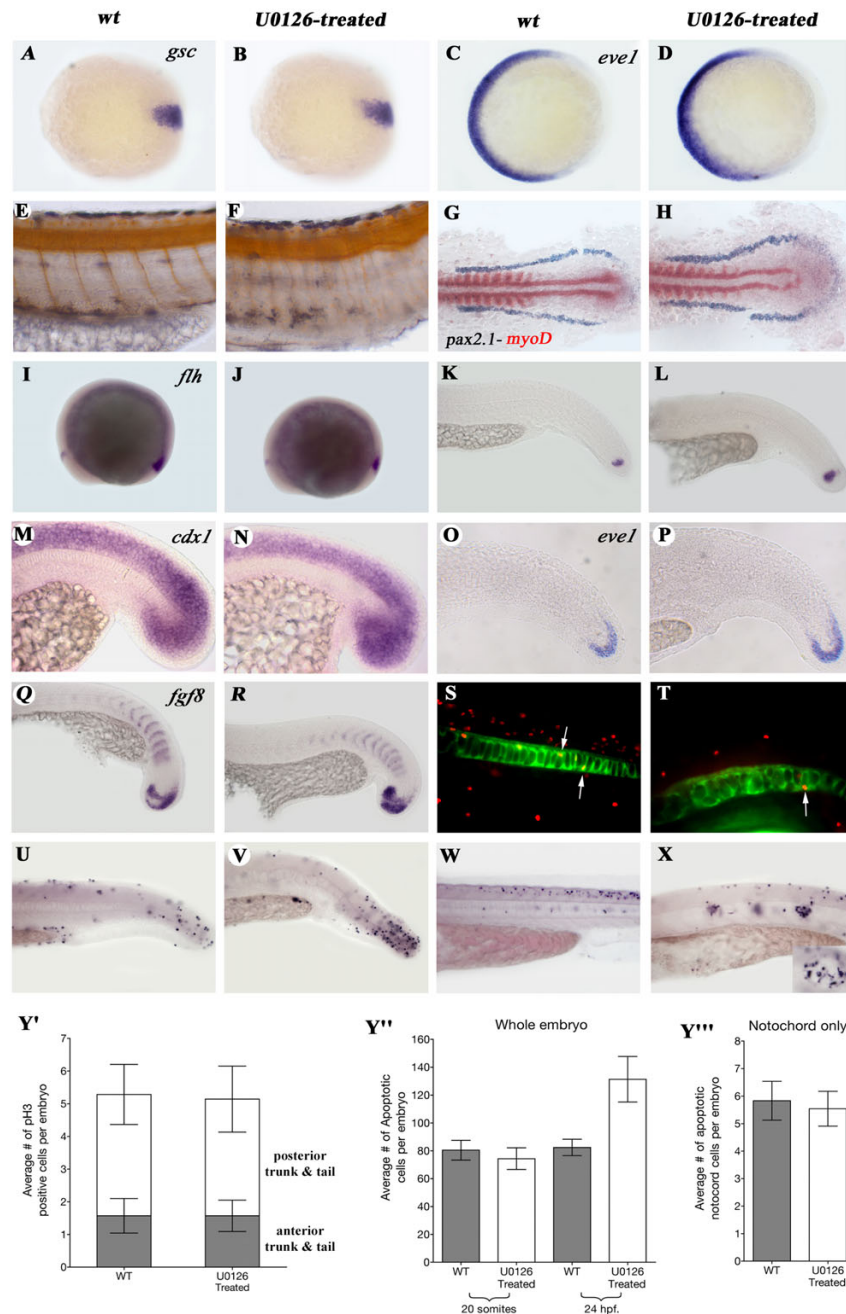 wt U0126-treated wt U0126-treated
A gsc B C eve1 D
E F G H
pax2.1- myoD
I flh J K L
M cdx1 N O eve1 P
Q fgf8 R S T
U V W X
Y' Y'' Whole embryo Y''' Notochord only
Average # of pH3
positive cells per embryo
7
6
5
4
3
2
1
0
posterior
trunk & tail
anterior
trunk & tail
WT U0126
Treated
Average # of Apoptotic
cells per embryo
160
140
120
100
80
60
40
20
0
WT U0126
Treated WT U0126
Treated
20 somites 24 hpf.
Average # of apoptotic
notocord cells per embryo
8
7
6
5
4
3
2
1
0
WT U0126
Treated